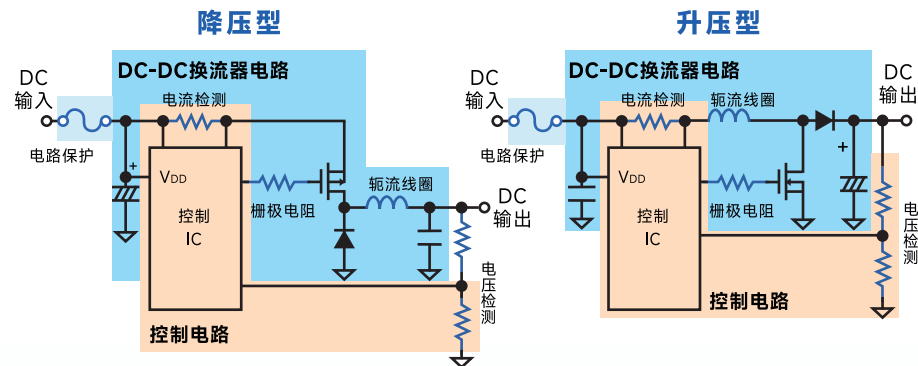 降压型
DC-DC换流器电路
DC
输入
电流检测
电路保护
+
VDD
控制
IC
栅极电阻
轭流线圈
DC
输出
电压检测
控制电路
升压型
DC-DC换流器电路
DC
输入
电流检测
轭流线圈
DC
输出
电路保护
+
VDD
控制
IC
栅极电阻
电压检测
控制电路